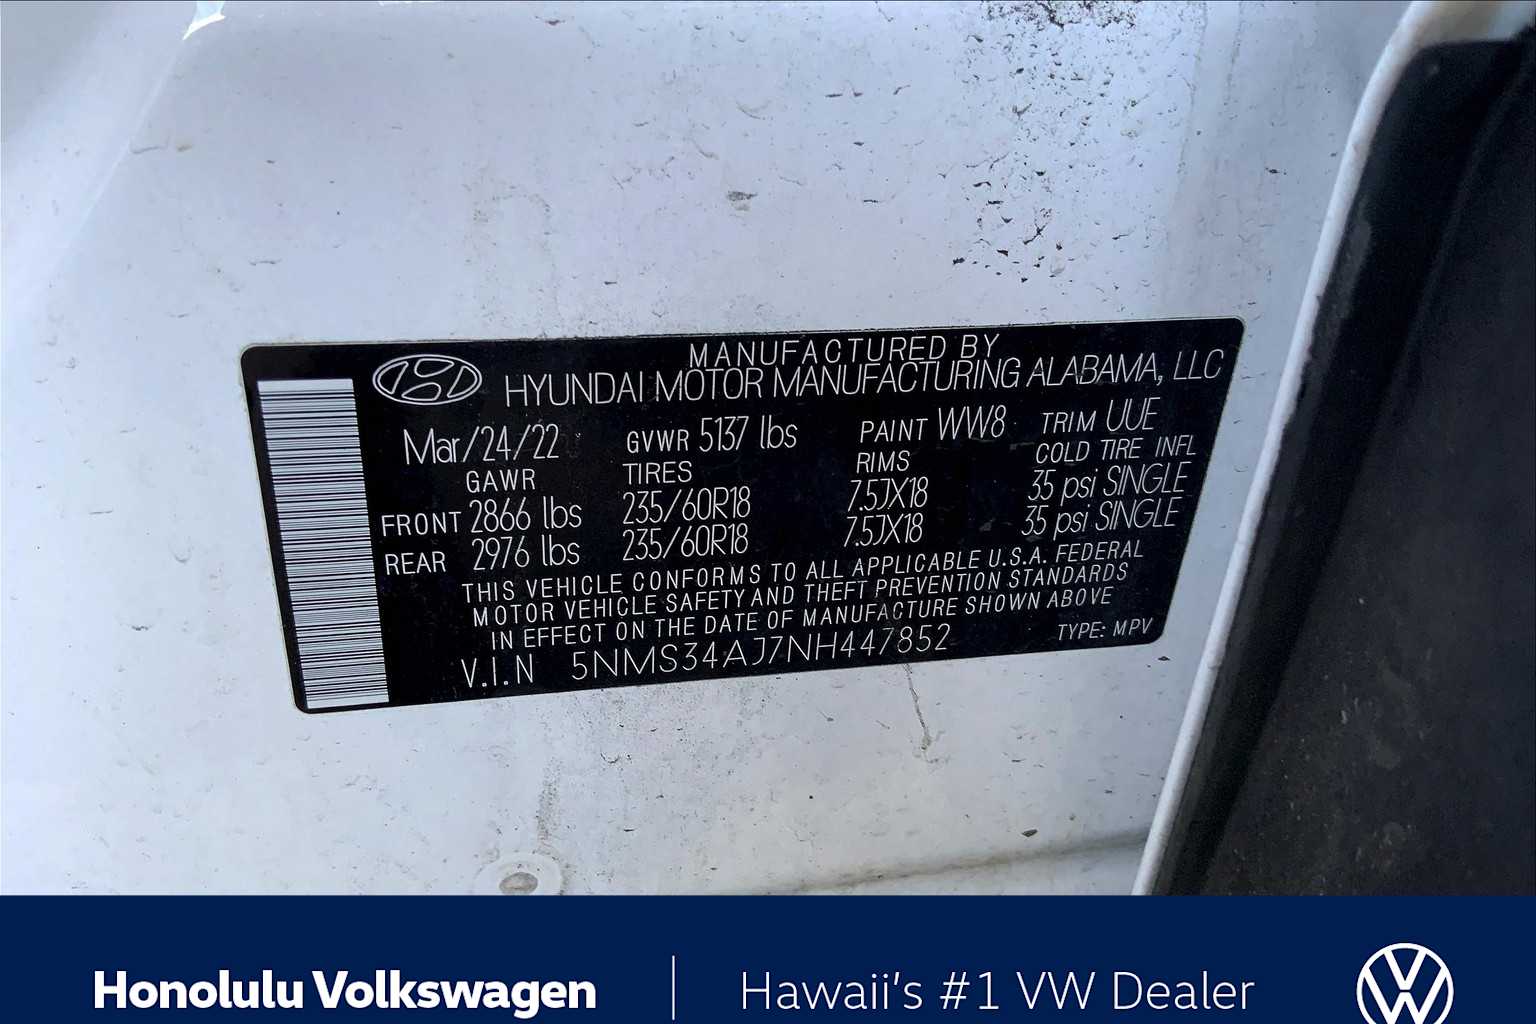 MANUFACTURED BY
HYUNDAI MOTOR MANUFACTURING ALABAMA, LLC
Mar/24/22 GVWR 5137 lbs PAINT WW8 TRIM UUE
GAWR TIRES RIMS COLD TIRE INFL
FRONT 2866 lbs 235/60R18 7.5JX18 35 psi SINGLE
REAR 2976 lbs 235/60R18 7.5JX18 35 psi SINGLE
THIS VEHICLE CONFORMS TO ALL APPLICABLE U.S.A. FEDERAL
MOTOR VEHICLE SAFETY AND THEFT PREVENTION STANDARDS
IN EFFECT ON THE DATE OF MANUFACTURE SHOWN ABOVE
V.I.N 5NMS34AJ7NH447852 TYPE: MPV
Honolulu Volkswagen Hawaii's #1 VW Dealer